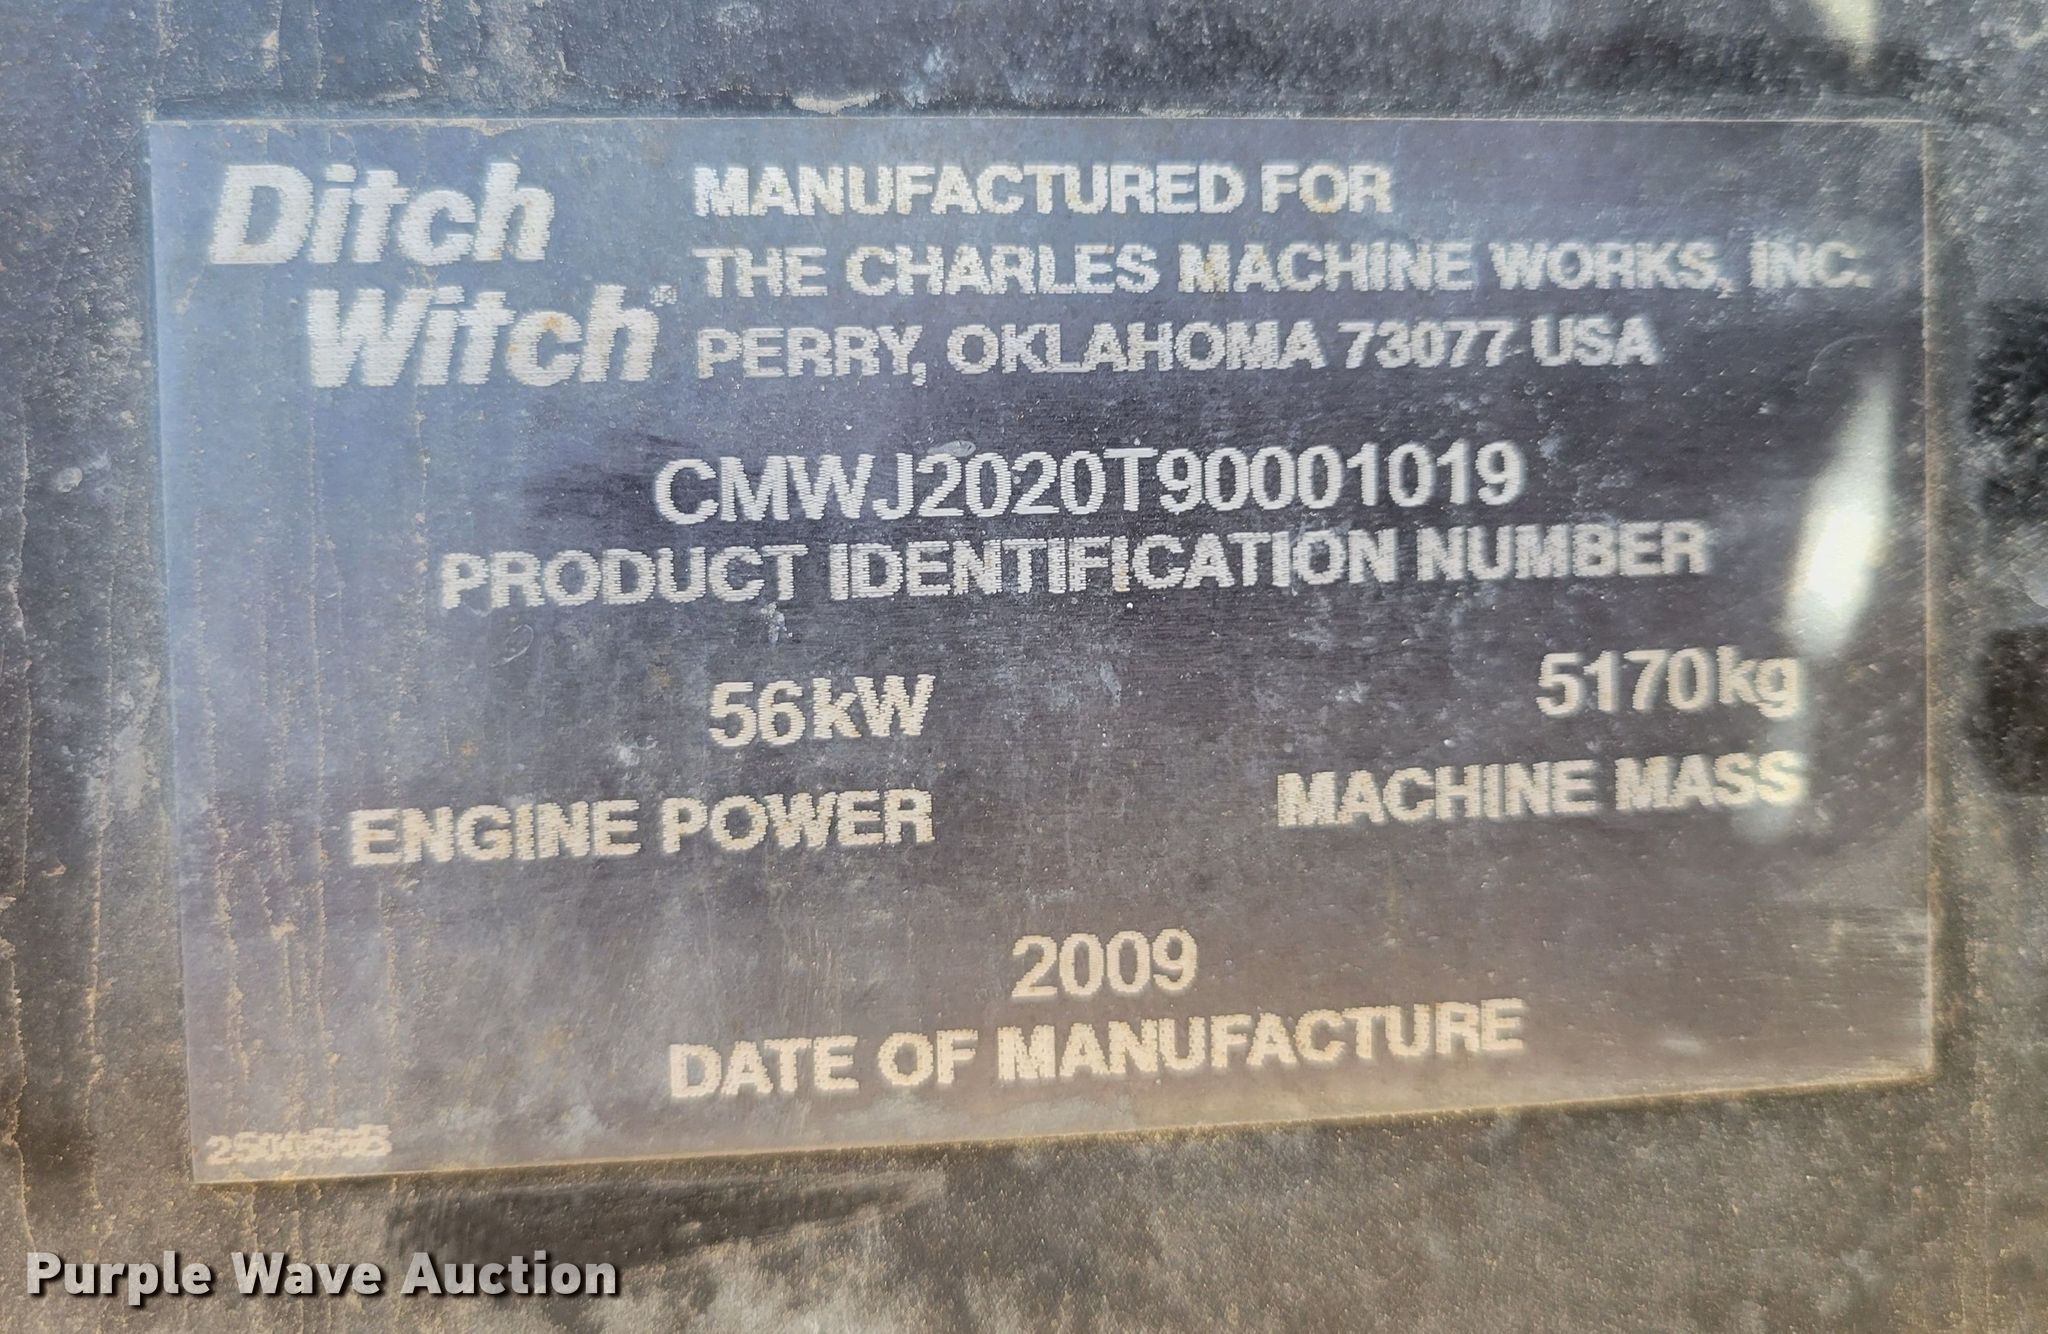 Ditch
Witch®
MANUFACTURED FOR
THE CHARLES MACHINE WORKS, INC.
PERRY, OKLAHOMA 73077 USA
CMWJ2020T90001019
PRODUCT IDENTIFICATION NUMBER
56kW
ENGINE POWER
5170kg
MACHINE MASS
2009
DATE OF MANUFACTURE
Purple Wave Auction